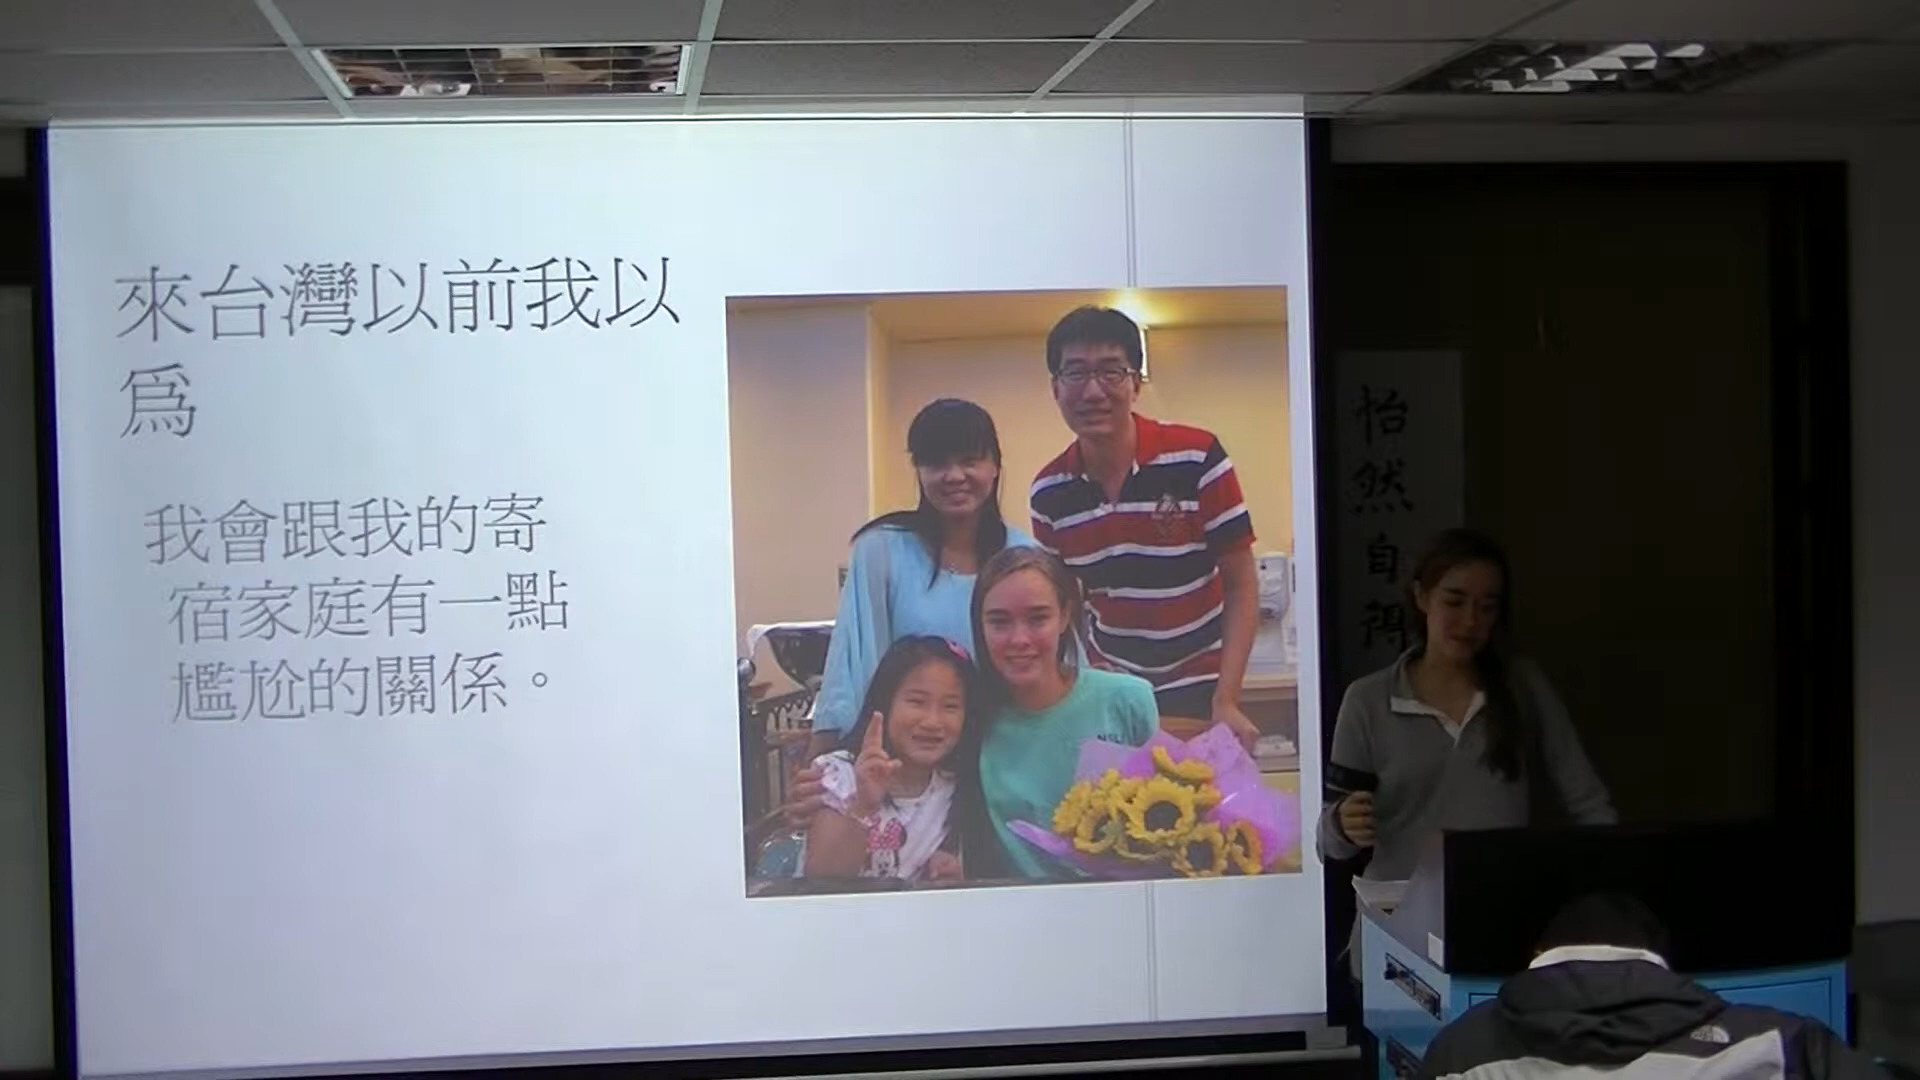 來台灣以前我以
為
我會跟我的寄
宿家庭有一點
尷尬的關係。
怡然自得